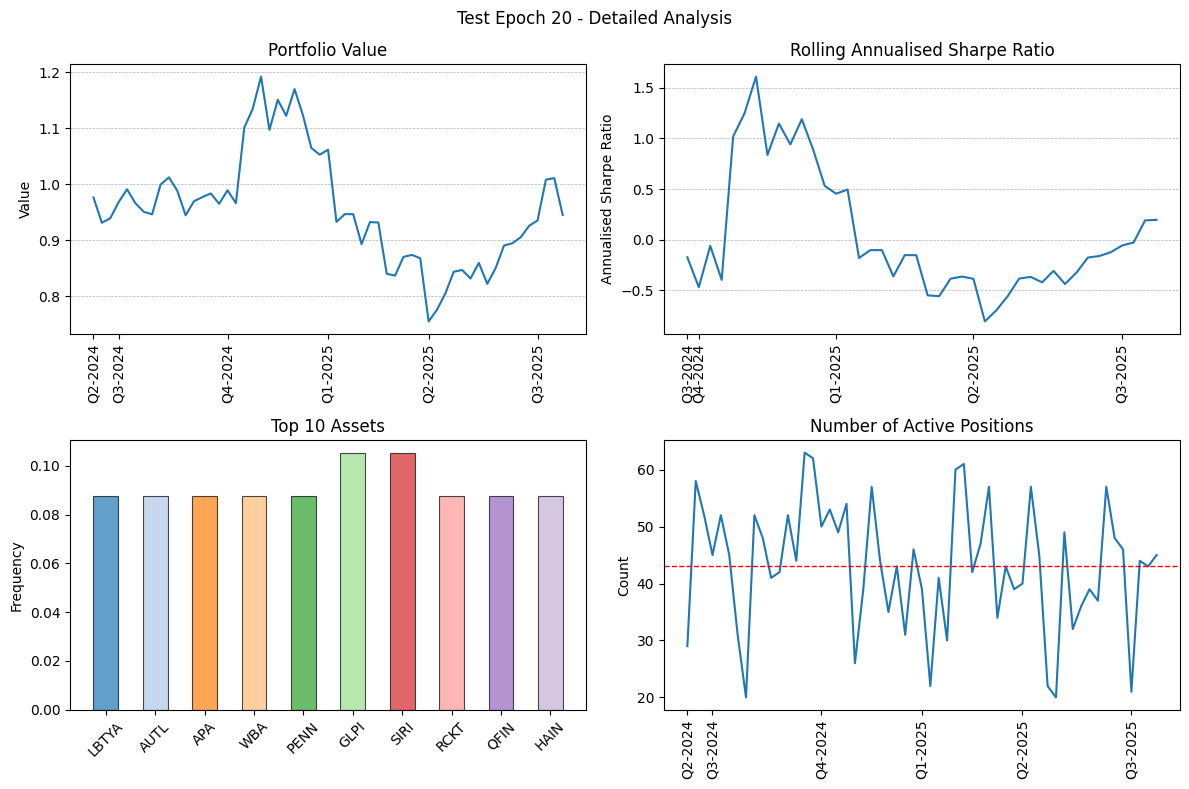 Test Epoch 20 - Detailed Analysis
Portfolio Value
Value
1.2
1.1
1.0
0.9
0.8
Q2-2024
Q3-2024
Q4-2024
Q1-2025
Q2-2025
Q3-2025
Rolling Annualised Sharpe Ratio
Annualised Sharpe Ratio
1.5
1.0
0.5
0.0
−0.5
Q3-2024
Q4-2024
Q1-2025
Q2-2025
Q3-2025
Top 10 Assets
Frequency
0.10
0.08
0.06
0.04
0.02
0.00
LBTYA
AUTL
APA
WBA
PENN
GLPI
SIRI
RCKT
QFIN
HAIN
Number of Active Positions
Count
60
50
40
30
20
Q2-2024
Q3-2024
Q4-2024
Q1-2025
Q2-2025
Q3-2025